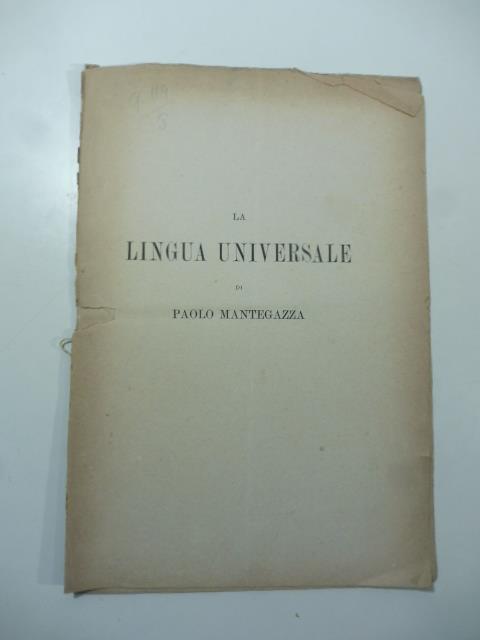 LA
LINGUA UNIVERSALE
DI
PAOLO MANTEGAZZA